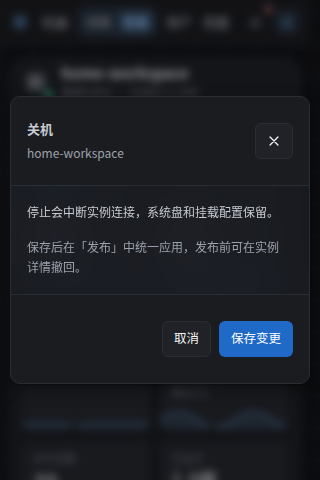 home-workspace
关机
home-workspace
停止会中断实例连接，系统盘和挂载配置保留。
保存后在「发布」中统一应用，发布前可在实例
详情撤回。
取消 保存变更